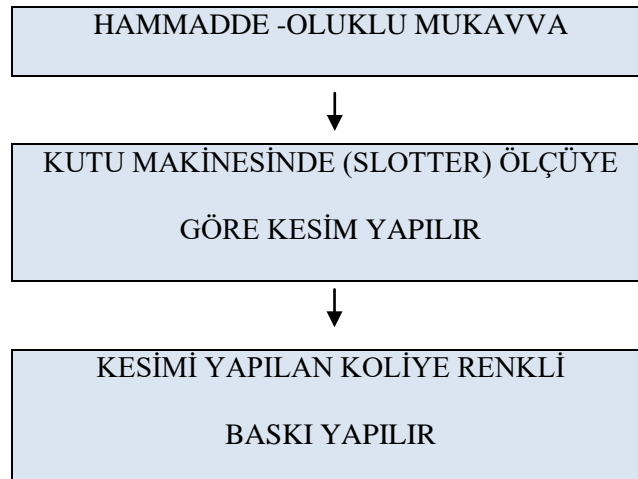 HAMMADDE -OLUKLU MUKAVVA
KUTU MAKİNESİNDE (SLOTTER) ÖLÇÜYE
GÖRE KESİM YAPILIR
KESİMİ YAPILAN KOLİYE RENKLİ
BASKI YAPILIR